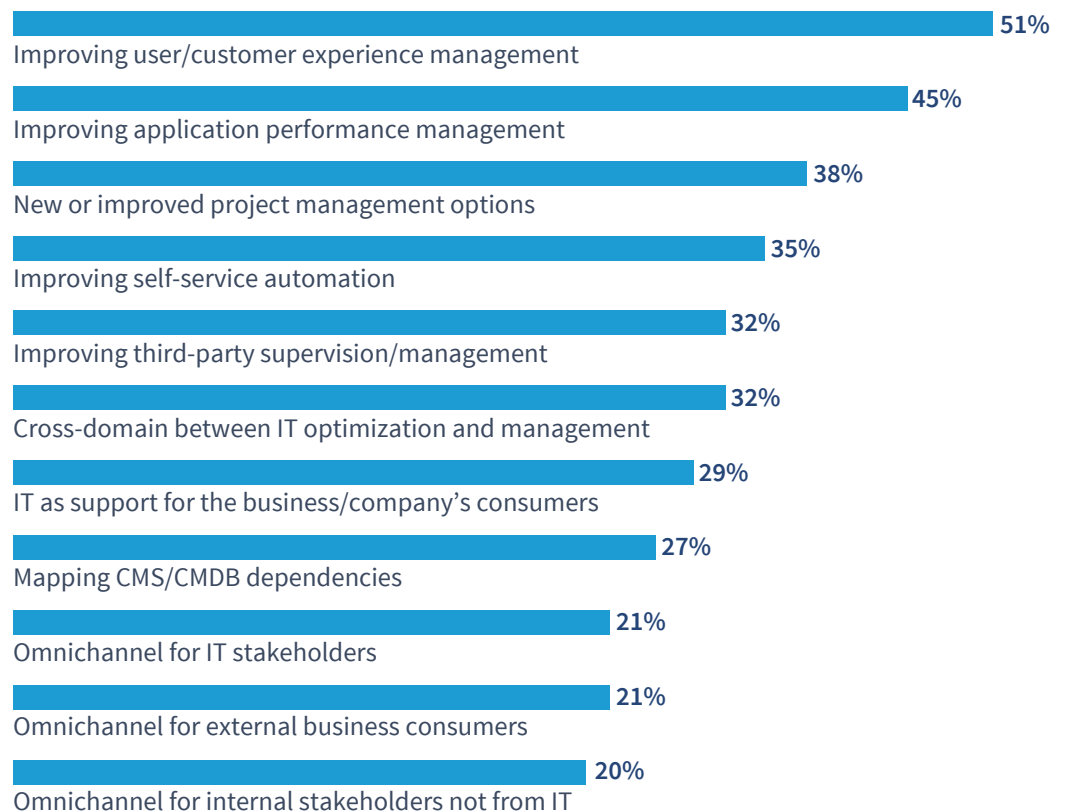 51%
Improving user/customer experience management
45%
Improving application performance management
38%
New or improved project management options
35%
Improving self-service automation
32%
Improving third-party supervision/management
32%
Cross-domain between IT optimization and management
29%
IT as support for the business/company’s consumers
27%
Mapping CMS/CMDB dependencies
21%
Omnichannel for IT stakeholders
21%
Omnichannel for external business consumers
20%
Omnichannel for internal stakeholders not from IT